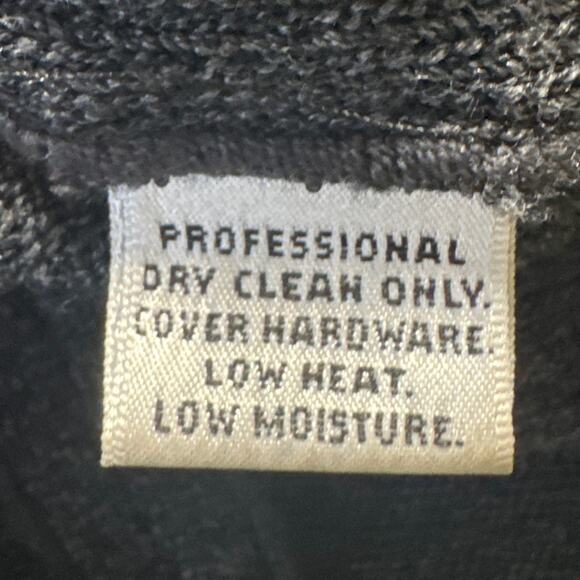 PROFESSIONAL
DRY CLEAN ONLY.
COVER HARDWARE.
LOW HEAT.
LOW MOISTURE.